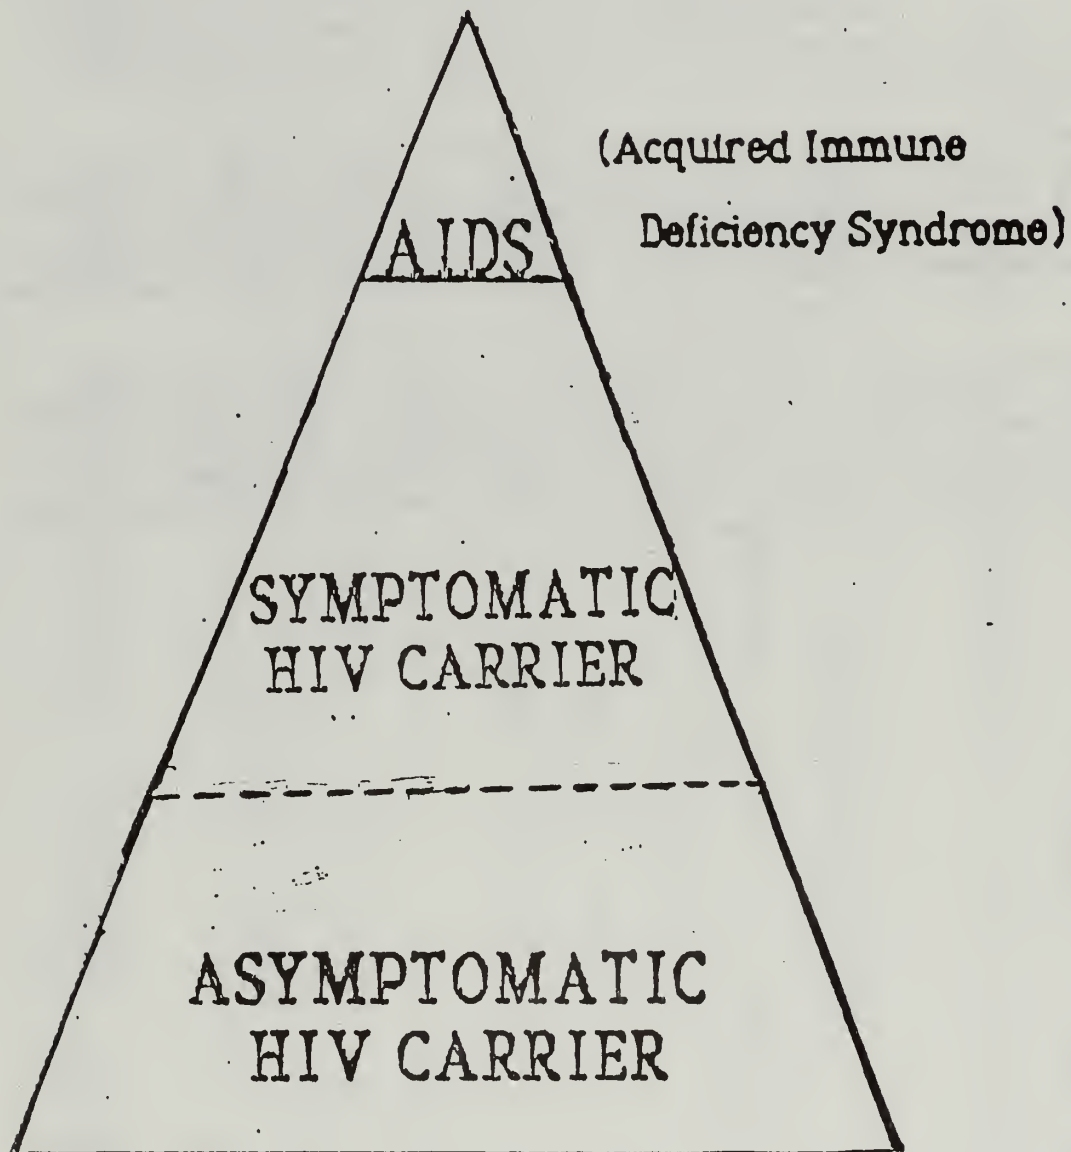 (Acquired Immune
Deficiency Syndrome)
AIDS
SYMPTOMATIC
HIV CARRIER
ASYMPTOMATIC
HIV CARRIER